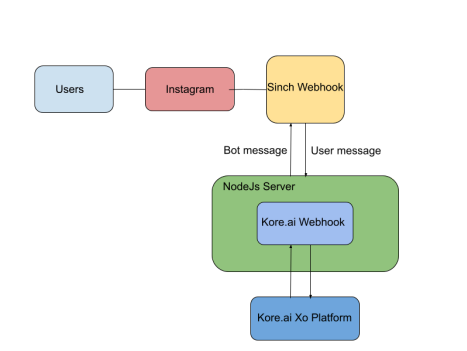 Users
Instagram
Sinch Webhook
Bot message
User message
NodeJs Server
Kore.ai Webhook
Kore.ai Xo Platform